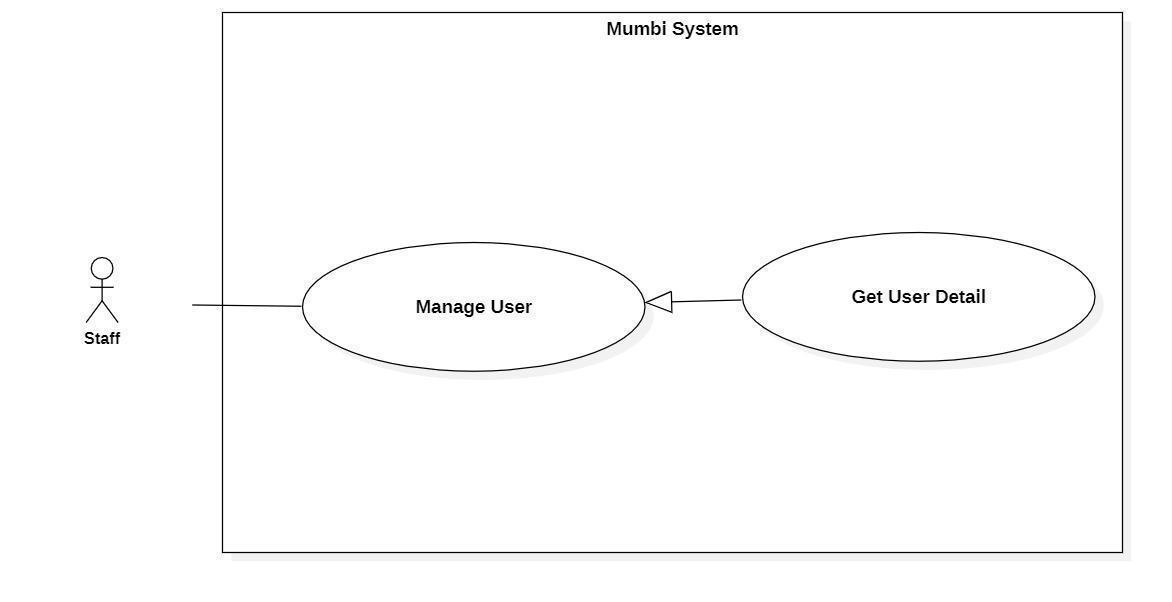 Mumbi System
Staff
Manage User
Get User Detail